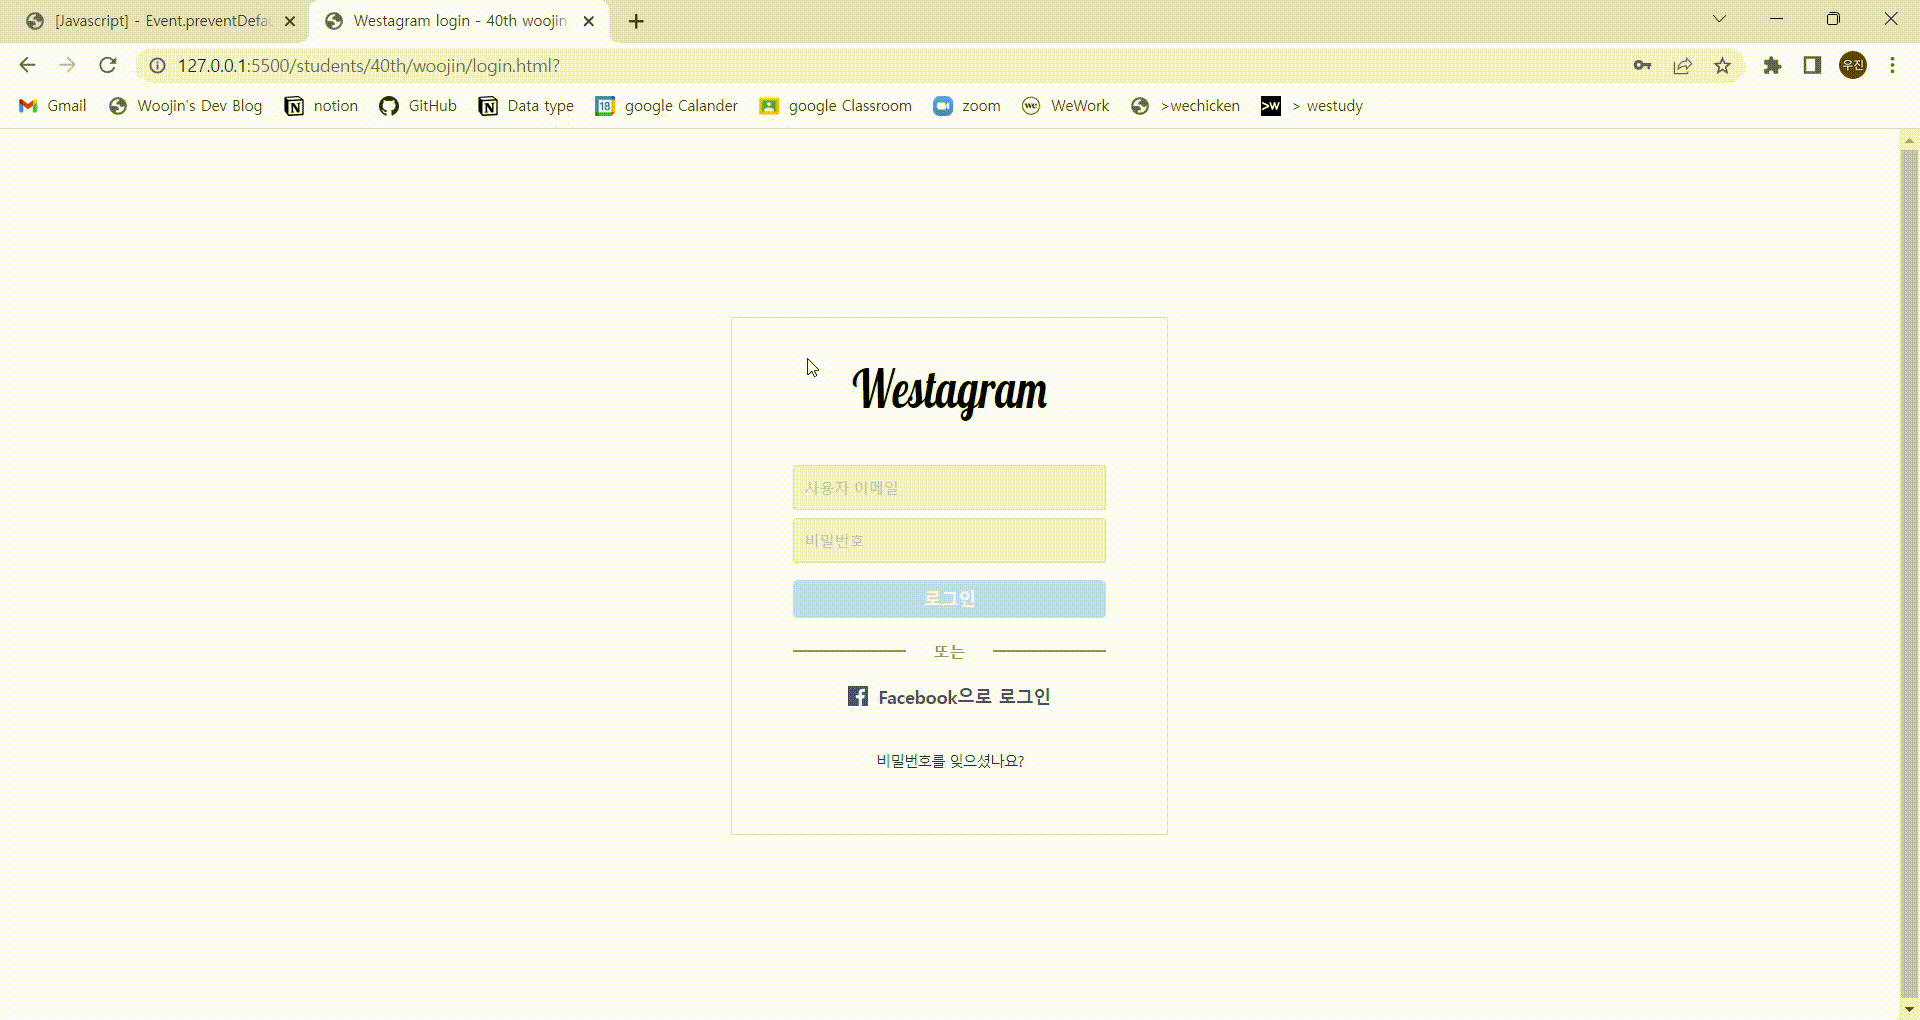 [Javascript] - Event.preventDefau
Westagram login - 40th woojin
127.0.0.1:5500/students/40th/woojin/login.html?
우진
Gmail
Woojin's Dev Blog
notion
GitHub
Data type
18
google Calander
google Classroom
zoom
we
WeWork
>wechicken
>w
> westudy
Westagram
사용자 이메일
비밀번호
로그인
또는
Facebook으로 로그인
비밀번호를 잊으셨나요?